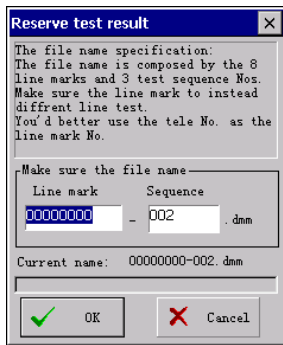 Reserve test result
The file name specification:
The file name is composed by the 8
line marks and 3 test sequence Nos.
Make sure the line mark to instead
diffrent line test.
You'd better use the tele No. as the
line mark No.
Make sure the file name
Line mark Sequence
00000000 - 002 .dmm
Current name: 00000000-002.dmm
OK Cancel